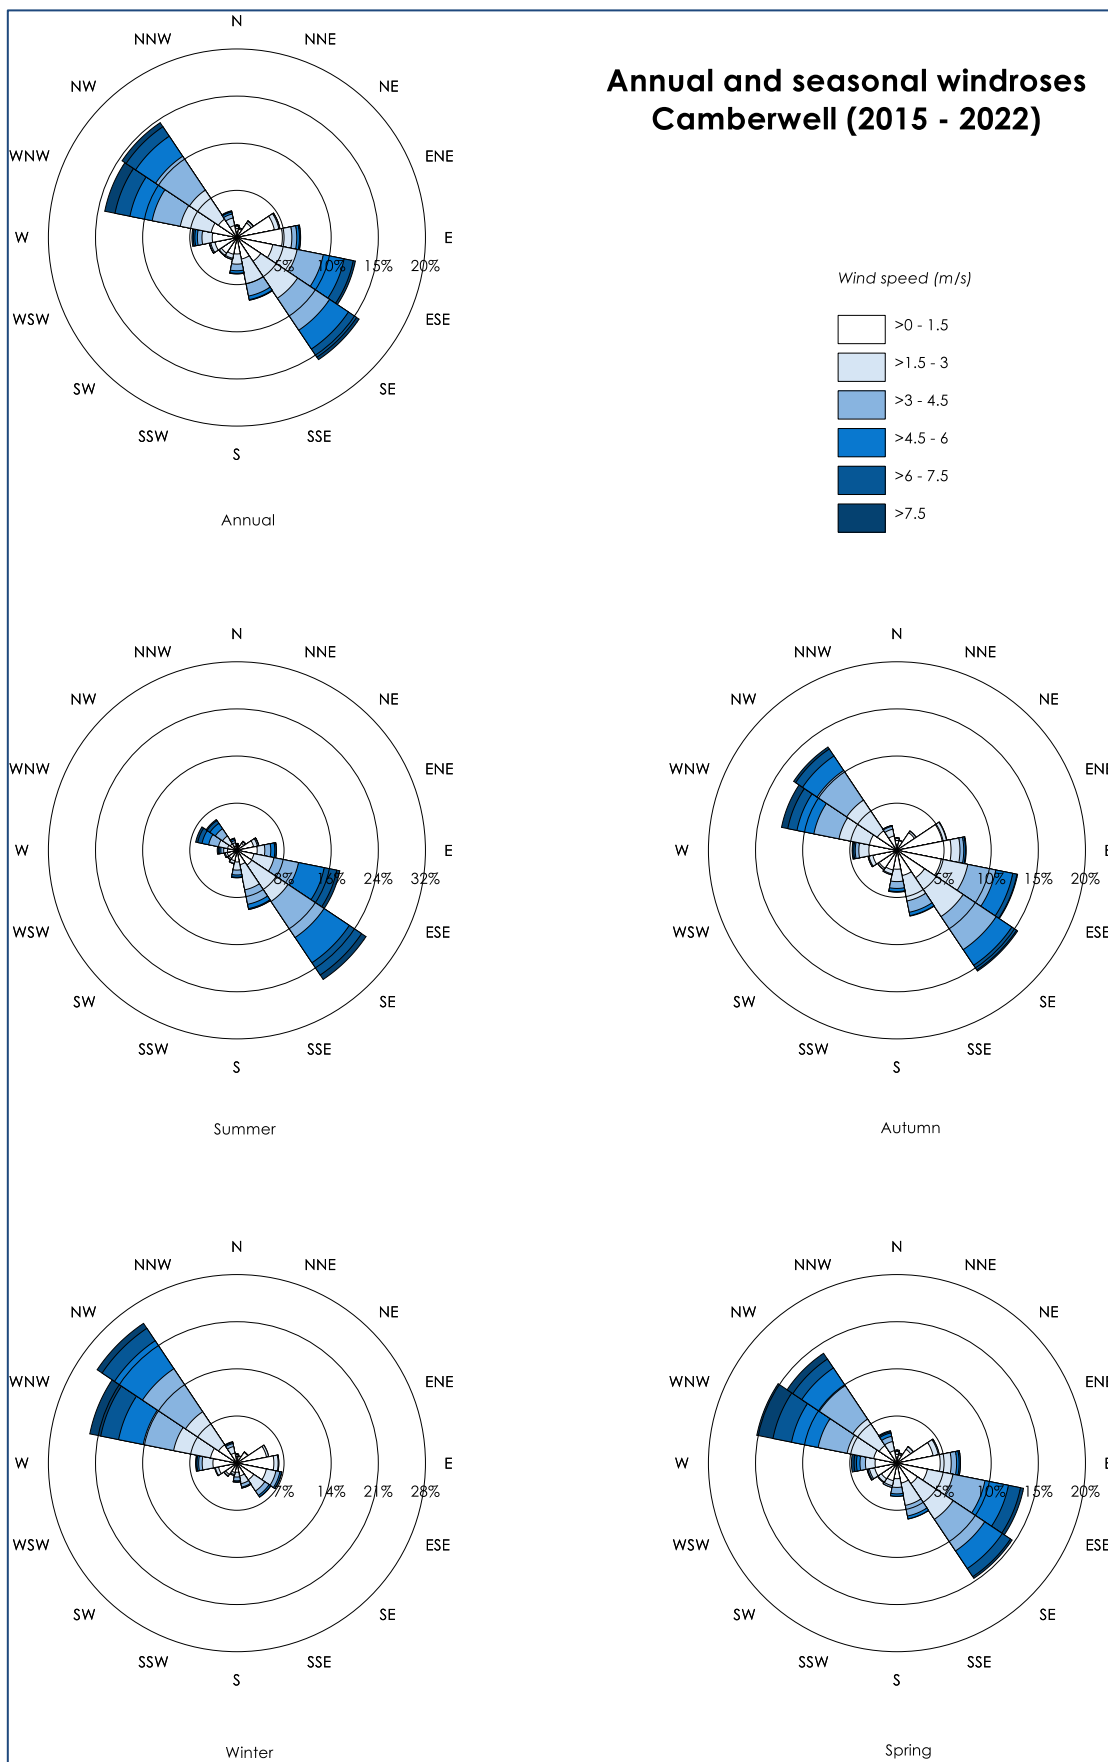 Annual and seasonal windroses
Camberwell (2015 - 2022)
N
NNW
NNE
NW
NE
WNW
ENE
W
E
5% 10% 15% 20%
WSW
ESE
SW
SE
SSW
SSE
S
Annual
Wind speed (m/s)
>0 - 1.5
>1.5 - 3
>3 - 4.5
>4.5 - 6
>6 - 7.5
>7.5
N
NNW
NNE
NW
NE
WNW
ENE
W
E
8% 16% 24% 32%
WSW
ESE
SW
SE
SSW
SSE
S
Summer
N
NNW
NNE
NW
NE
WNW
ENE
W
E
5% 10% 15% 20%
WSW
ESE
SW
SE
SSW
SSE
S
Autumn
N
NNW
NNE
NW
NE
WNW
ENE
W
E
7% 14% 21% 28%
WSW
ESE
SW
SE
SSW
SSE
S
Winter
N
NNW
NNE
NW
NE
WNW
ENE
W
E
5% 10% 15% 20%
WSW
ESE
SW
SE
SSW
SSE
S
Spring